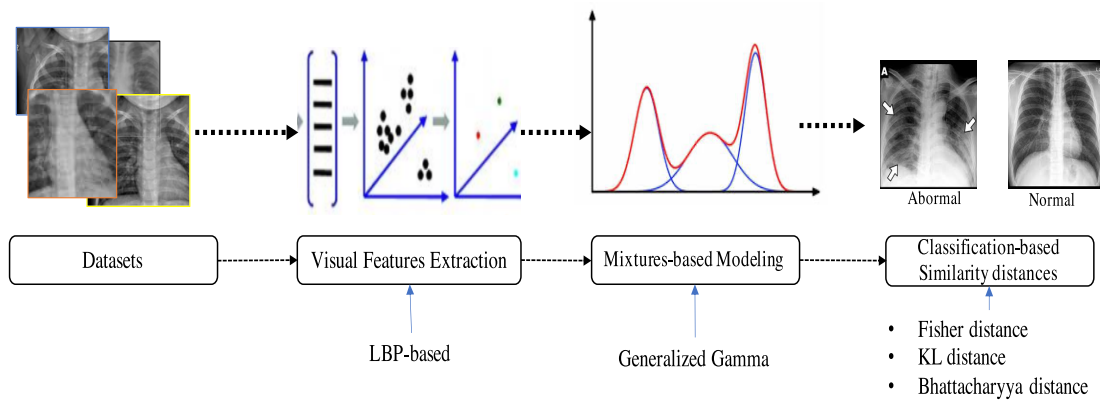 A
Abormal
Normal
Datasets
Visual Features Extraction
Mixtures-based Modeling
Classification-based
Similarity distances
LBP-based
Generalized Gamma
• Fisher distance
• KL distance
• Bhattacharyya distance